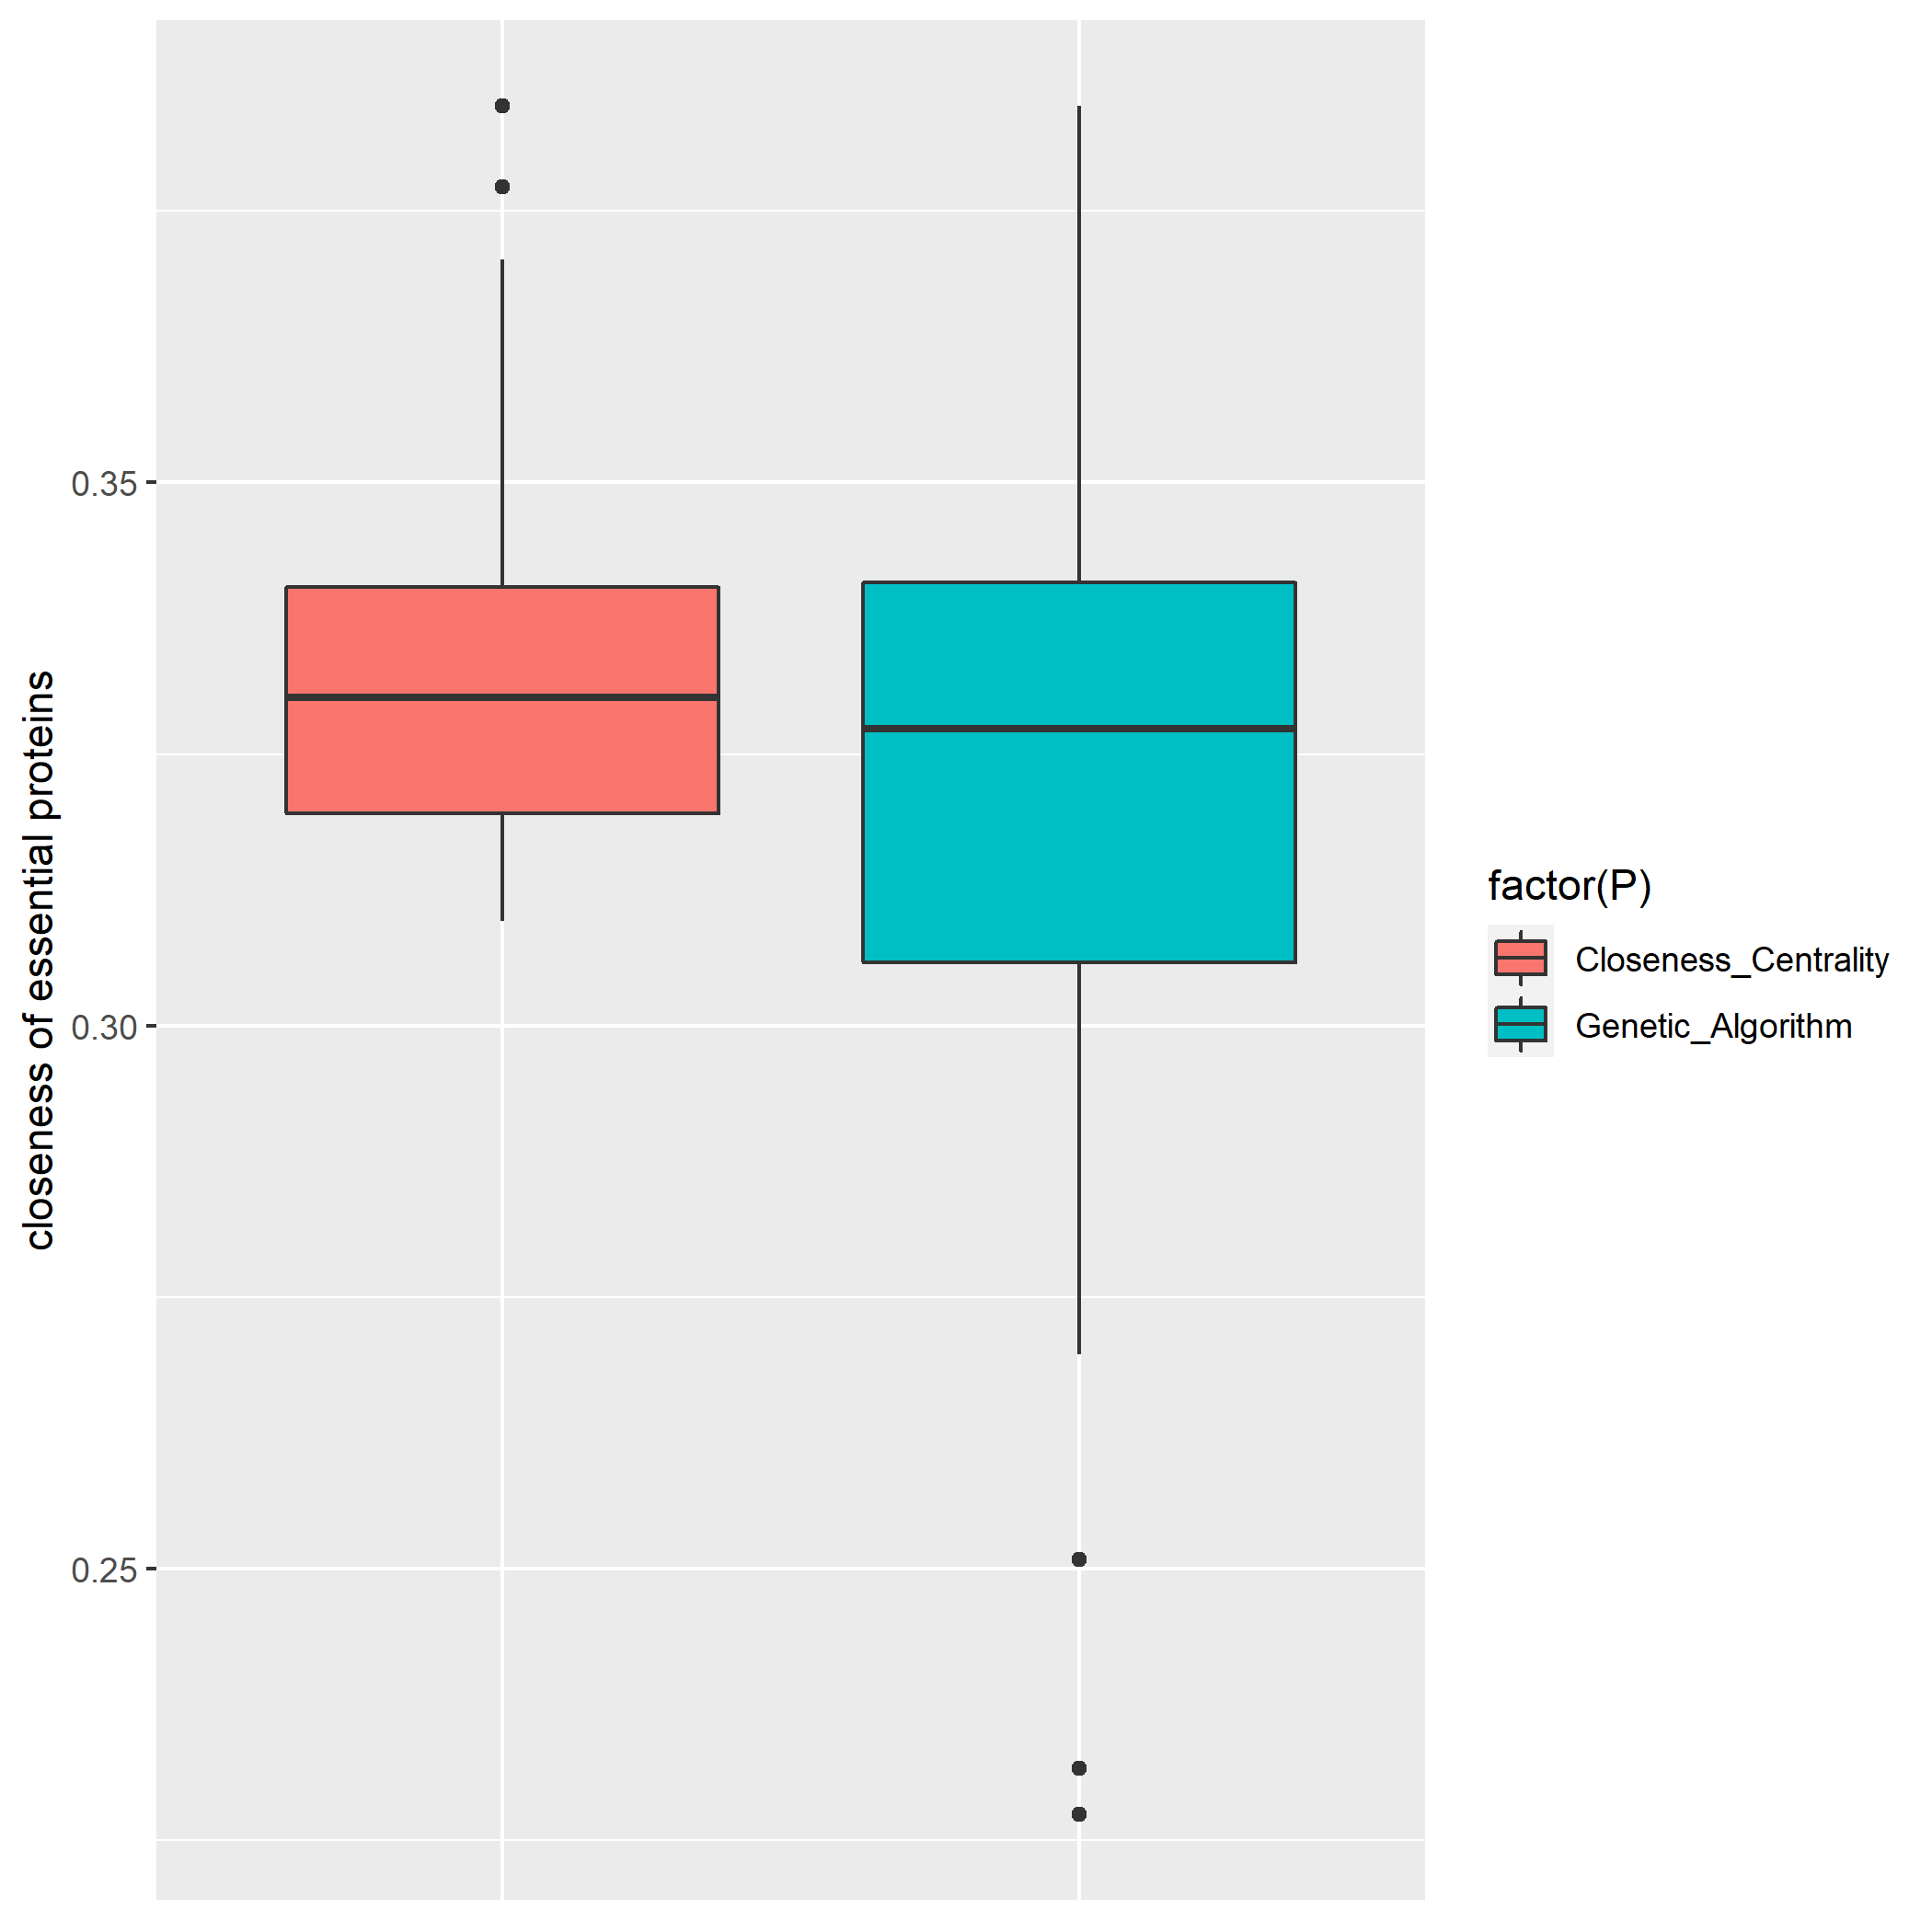 closeness of essential proteins
0.35
0.30
0.25
factor(P)
Closeness_Centrality
Genetic_Algorithm